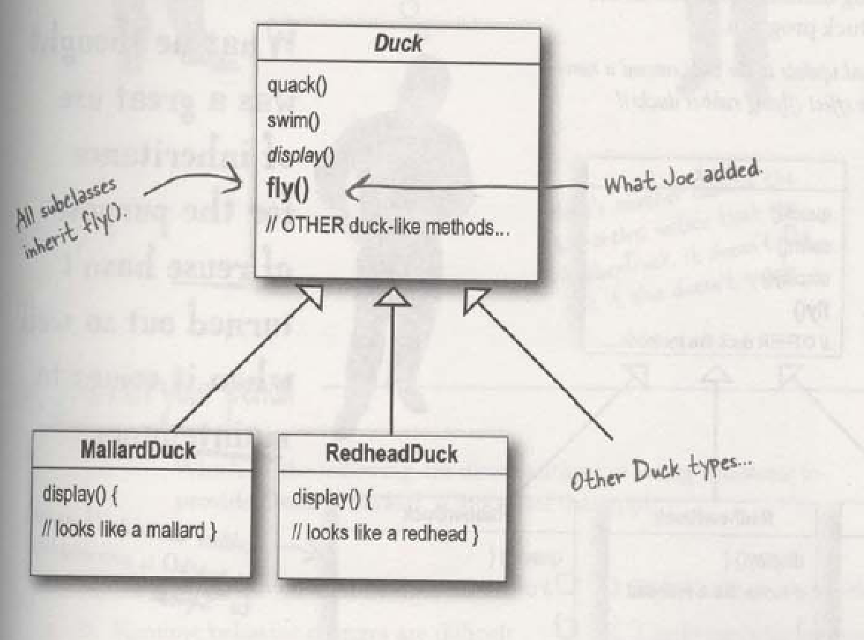 Duck
quack()
swim()
display()
fly()
// OTHER duck-like methods...
All subclasses
inherit fly().
What Joe added.
MallardDuck
display() {
// looks like a mallard }
RedheadDuck
display() {
// looks like a redhead }
Other Duck types...